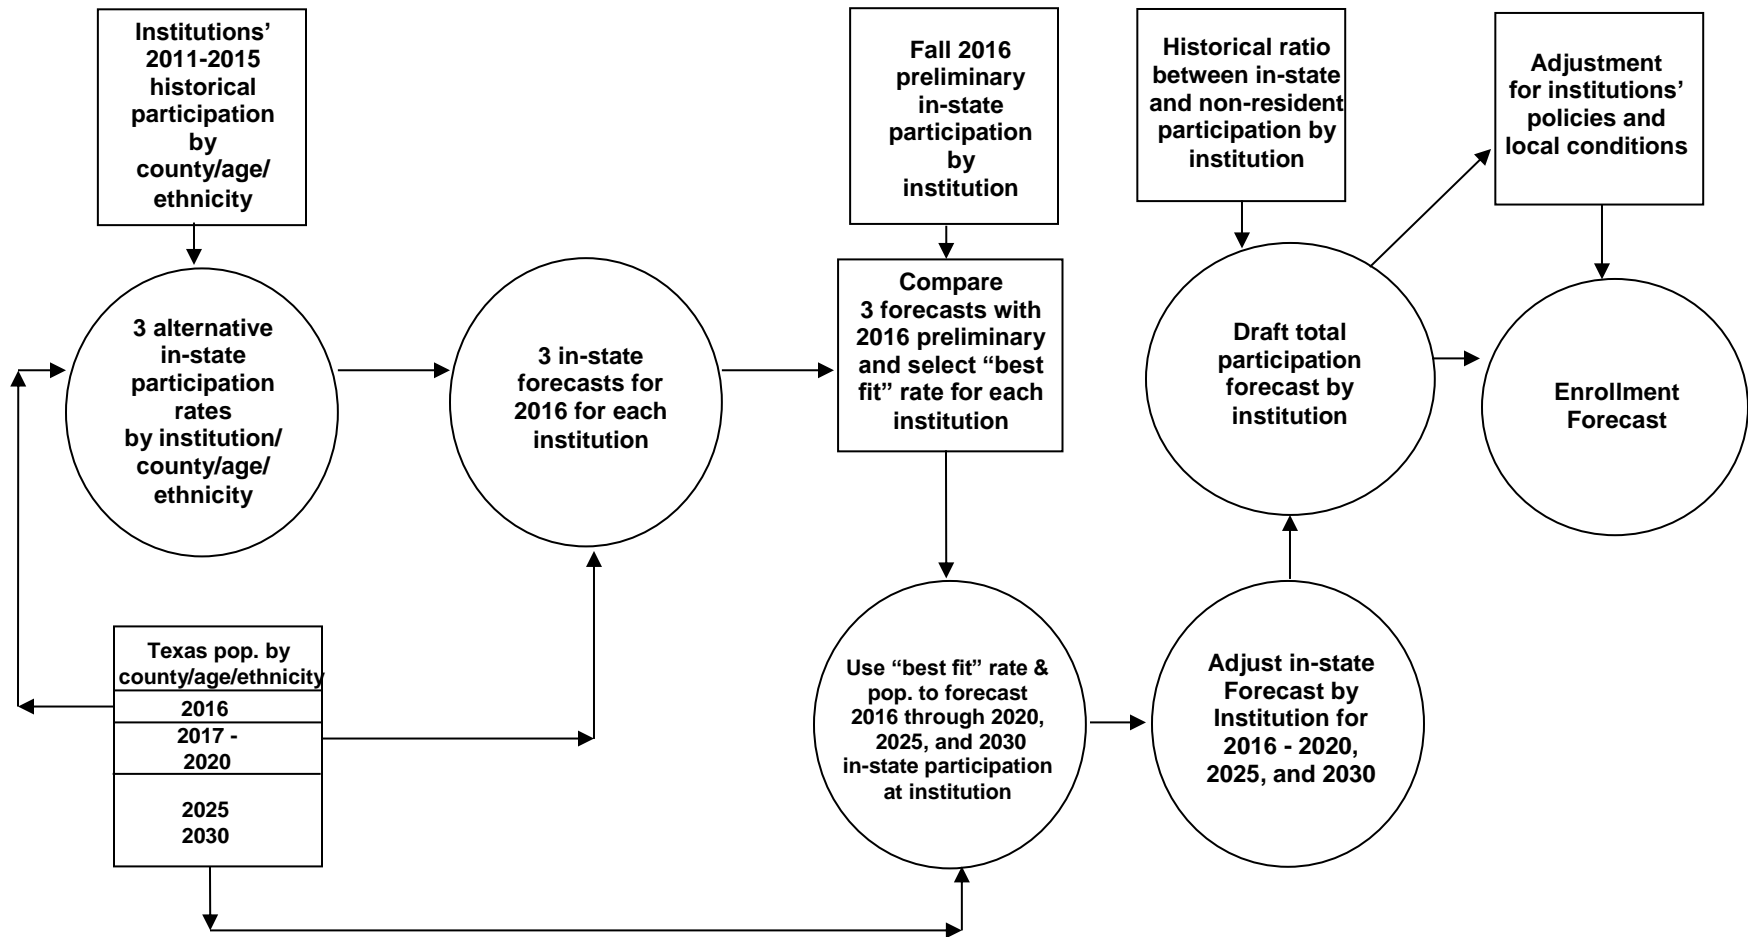 Institutions’
2011-2015
historical
participation
by
county/age/
ethnicity
Fall 2016
preliminary
in-state
participation
by
institution
Historical ratio
between in-state
and non-resident
participation by
institution
Adjustment
for institutions’
policies and
local conditions
3 alternative
in-state
participation
rates
by institution/
county/age/
ethnicity
3 in-state
forecasts for
2016 for each
institution
Compare
3 forecasts with
2016 preliminary
and select “best
fit” rate for each
institution
Draft total
participation
forecast by
institution
Enrollment
Forecast
Texas pop. by
county/age/ethnicity
2016
2017 -
2020
2025
2030
Use “best fit” rate &
pop. to forecast
2016 through 2020,
2025, and 2030
in-state participation
at institution
Adjust in-state
Forecast by
Institution for
2016 - 2020,
2025, and 2030